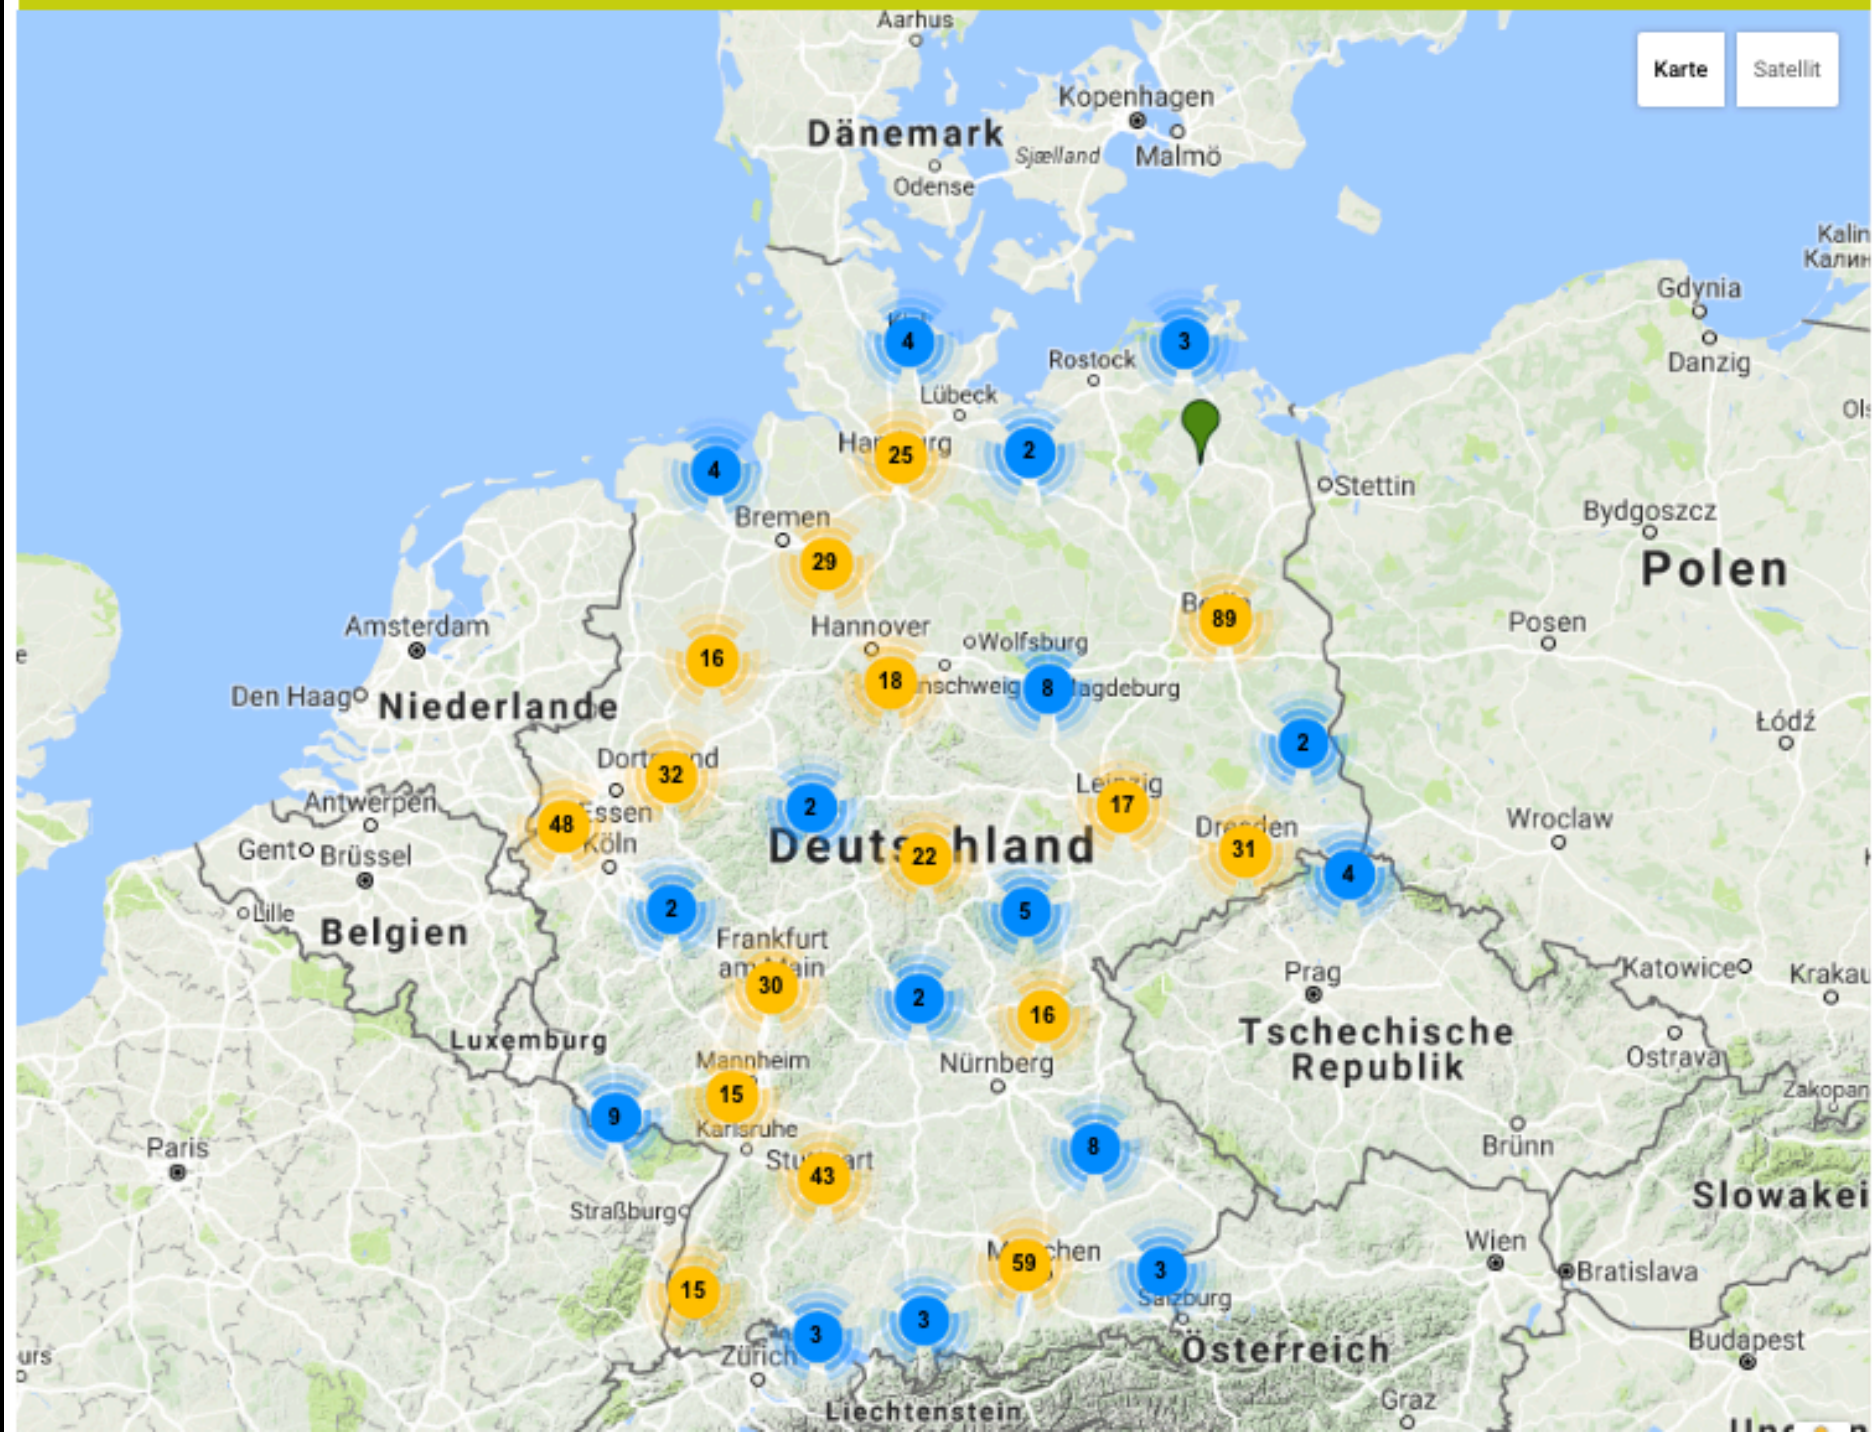 Aarhus
Karte
Satellit
Kopenhagen
Dänemark
Sjælland
Malmö
Odense
Gdynia
4
3
Rostock
Danzig
Lübeck
25
2
4
Stettin
Bremen
Bydgoszcz
29
Polen
89
Amsterdam
Hannover
Wolfsburg
Posen
16
18
8
Den Haag
Niederlande
Łódź
2
32
Antwerpen
2
17
48
Wroclaw
Köln
Gent
Brüssel
22
31
4
Lille
2
5
Belgien
Frankfurt
30
2
Prag
Katowice
16
Luxemburg
Tschechische
Republik
Ostrava
Mannheim
Nürnberg
15
9
Karlsruhe
Paris
8
Brünn
43
Slowakei
Straßburg
Wien
59
3
Bratislava
15
Salzburg
3
3
Zürich
Österreich
Budapest
Graz
Liechtenstein